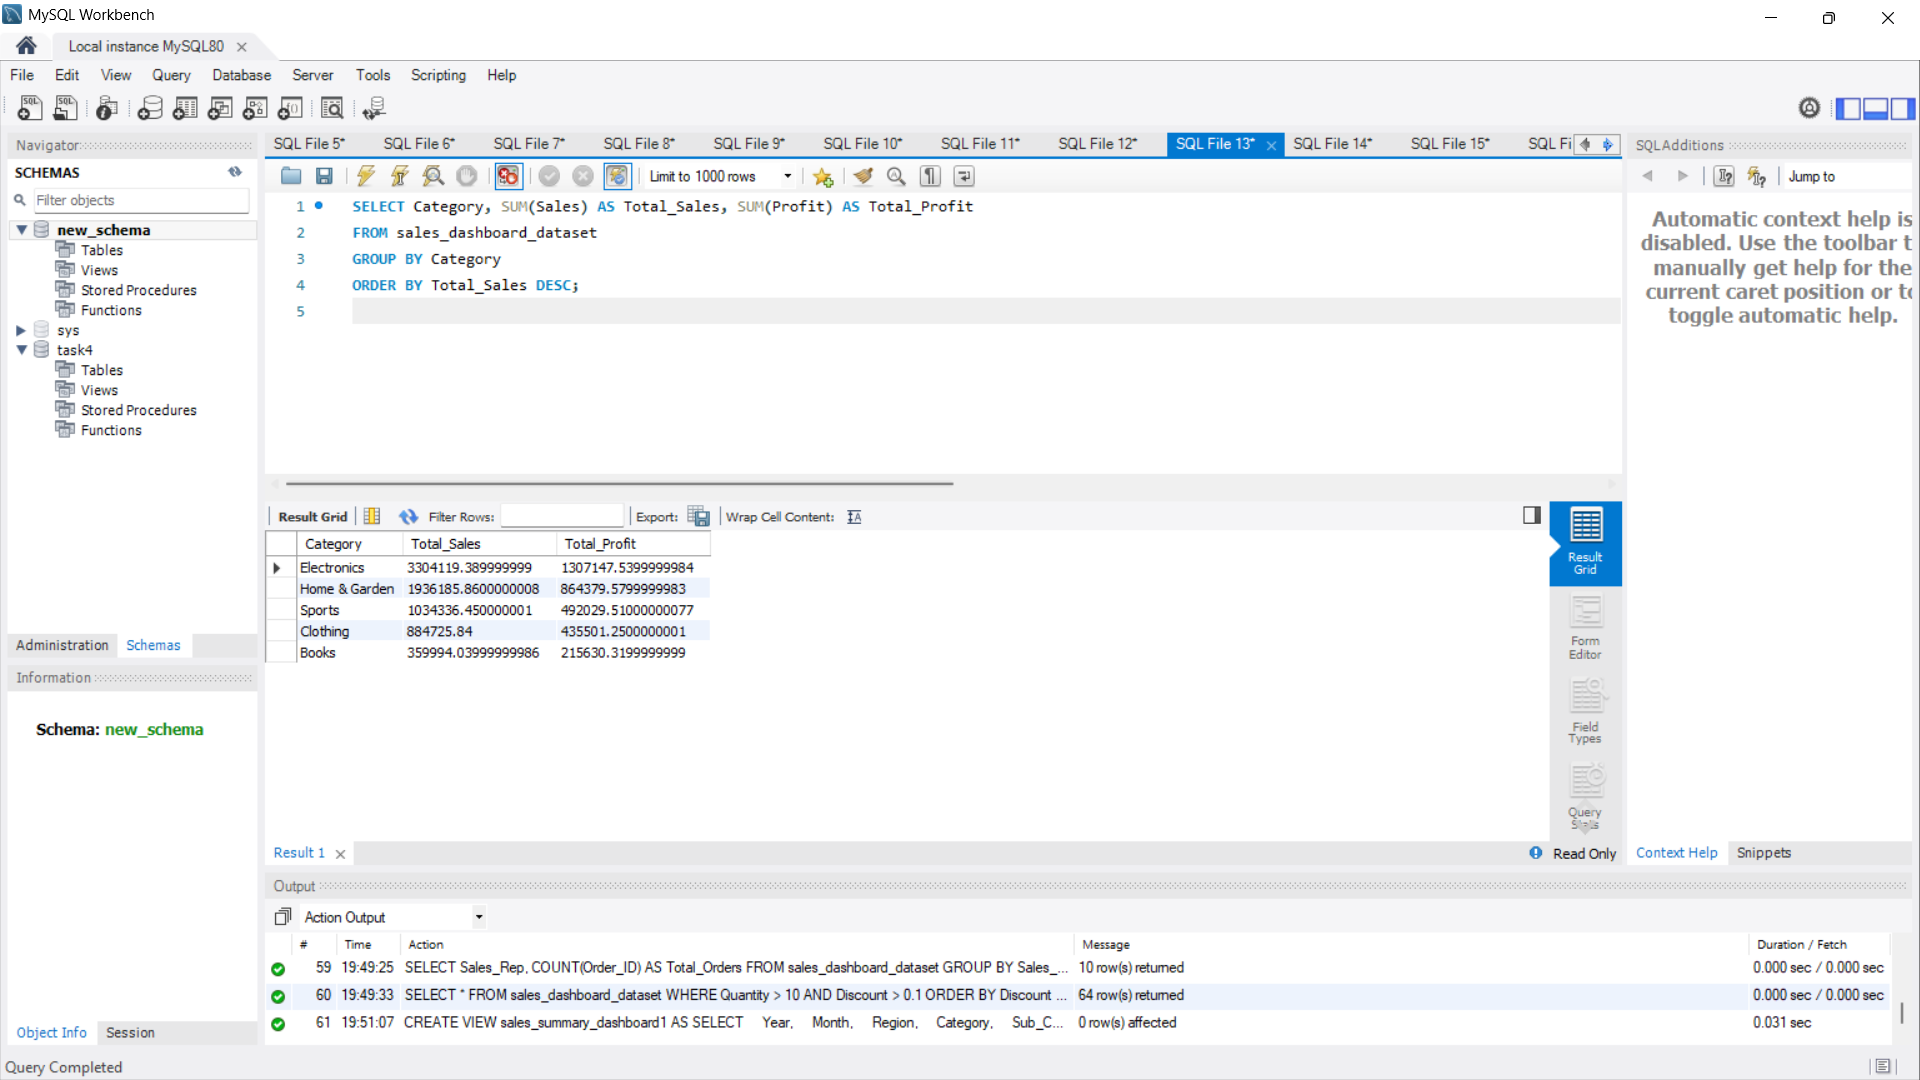 MySQL Workbench
Local instance MySQL80
File Edit View Query Database Server Tools Scripting Help
Navigator
SCHEMAS
Filter objects
new_schema
Tables
Views
Stored Procedures
Functions
sys
task4
Tables
Views
Stored Procedures
Functions
Administration Schemas
Information
Schema: new_schema
Object Info Session
SQL File 5* SQL File 6* SQL File 7* SQL File 8* SQL File 9* SQL File 10* SQL File 11* SQL File 12* SQL File 13* SQL File 14* SQL File 15* SQL Fi
Limit to 1000 rows
1 SELECT Category, SUM(Sales) AS Total_Sales, SUM(Profit) AS Total_Profit
2 FROM sales_dashboard_dataset
3 GROUP BY Category
4 ORDER BY Total_Sales DESC;
5
Result Grid Filter Rows: Export: Wrap Cell Content:
Category Total_Sales Total_Profit
Electronics 3304119.389999999 1307147.5399999984
Home & Garden 1936185.8600000008 864379.5799999983
Sports 1034336.450000001 492029.51000000077
Clothing 884725.84 435501.2500000001
Books 359994.03999999986 215630.3199999999
Result
Grid
Form
Editor
Field
Types
Query
Stats
Result 1
Read Only
SQLAdditions
Jump to
Automatic context help is
disabled. Use the toolbar t
manually get help for the
current caret position or to
toggle automatic help.
Context Help Snippets
Output
Action Output
# Time Action Message Duration / Fetch
59 19:49:25 SELECT Sales_Rep, COUNT(Order_ID) AS Total_Orders FROM sales_dashboard_dataset GROUP BY Sales_... 10 row(s) returned 0.000 sec / 0.000 sec
60 19:49:33 SELECT * FROM sales_dashboard_dataset WHERE Quantity > 10 AND Discount > 0.1 ORDER BY Discount ... 64 row(s) returned 0.000 sec / 0.000 sec
61 19:51:07 CREATE VIEW sales_summary_dashboard1 AS SELECT Year, Month, Region, Category, Sub_C... 0 row(s) affected 0.031 sec
Query Completed